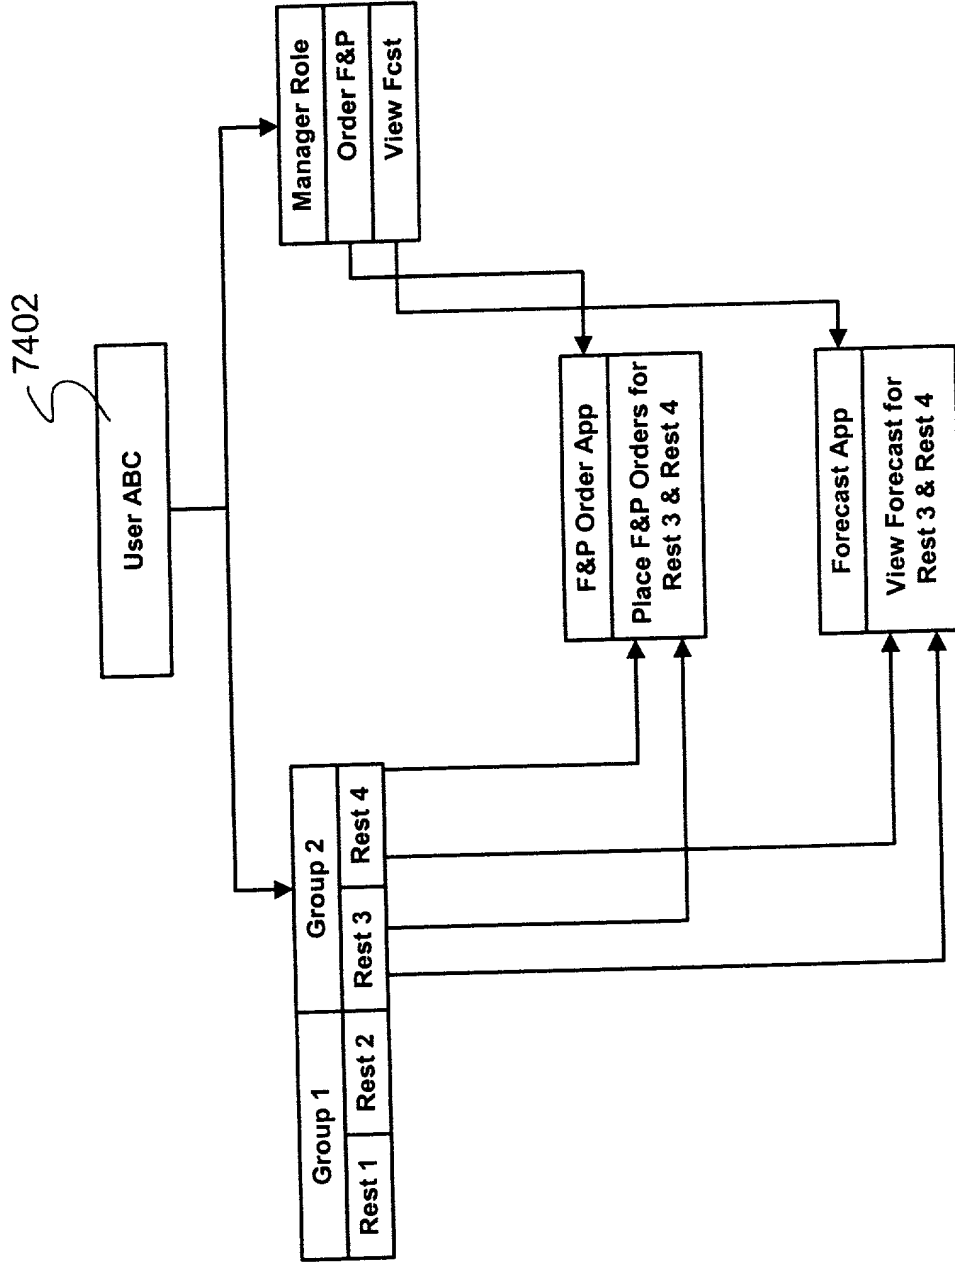 7402
User ABC
Group 1
Group 2
Rest 1
Rest 2
Rest 3
Rest 4
Manager Role
Order F&P
View Fcst
F&P Order App
Place F&P Orders for
Rest 3 & Rest 4
Forecast App
View Forecast for
Rest 3 & Rest 4